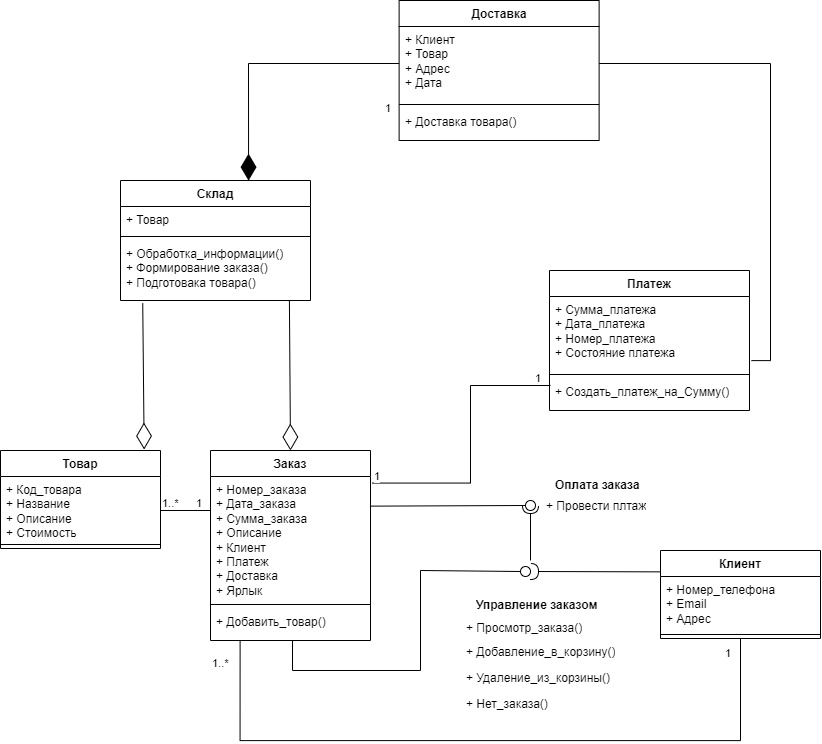 Доставка
+ Клиент
+ Товар
+ Адрес
+ Дата
1
+ Доставка товара()
Склад
+ Товар
+ Обработка_информации()
+ Формирование заказа()
+ Подготовака товара()
Платеж
+ Сумма_платежа
+ Дата_платежа
+ Номер_платежа
+ Состояние платежа
1
+ Создать_платеж_на_Сумму()
Товар
+ Код_товара
+ Название
+ Описание
+ Стоимость
1..*
1
Заказ
+ Номер_заказа
+ Дата_заказа
+ Сумма_заказа
+ Описание
+ Клиент
+ Платеж
+ Доставка
+ Ярлык
+ Добавить_товар()
1
Оплата заказа
+ Провести плтаж
Клиент
+ Номер_телефона
+ Email
+ Адрес
Управление заказом
+ Просмотр_заказа()
+ Добавление_в_корзину()
+ Удаление_из_корзины()
+ Нет_заказа()
1..*
1